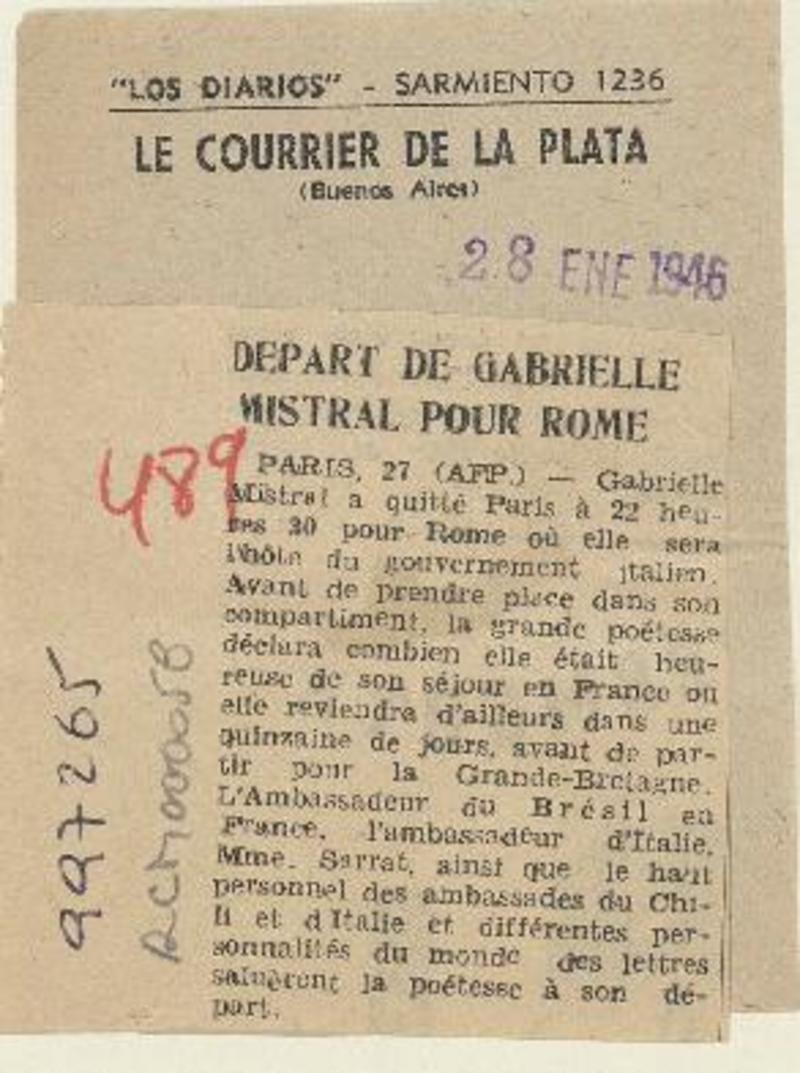 "LOS DIARIOS" - SARMIENTO 1236
LE COURRIER DE LA PLATA
(Buenos Aires)
28 ENE 1946
DEPART DE GABRIELLE
MISTRAL POUR ROME
489
PARIS, 27 (AFP.) — Gabrielle
Mistral a quitté Paris à 22 heu-
res 30 pour Rome où elle sera
l'hôte du gouvernement italien.
Avant de prendre place dans son
compartiment, la grande poétesse
déclara combien elle était heu-
reuse de son séjour en France ou
elle reviendra d'ailleurs dans une
quinzaine de jours, avant de par-
tir pour la Grande-Bretagne.
L'Ambassadeur du Brésil en
France, l'ambassadeur d'Italie,
Mme. Sarrat, ainsi que le haut
personnel des ambassades du Chi-
li et d'Italie et différentes per-
sonnalités du monde des lettres
saluèrent la poétesse à son dé-
part.
997265